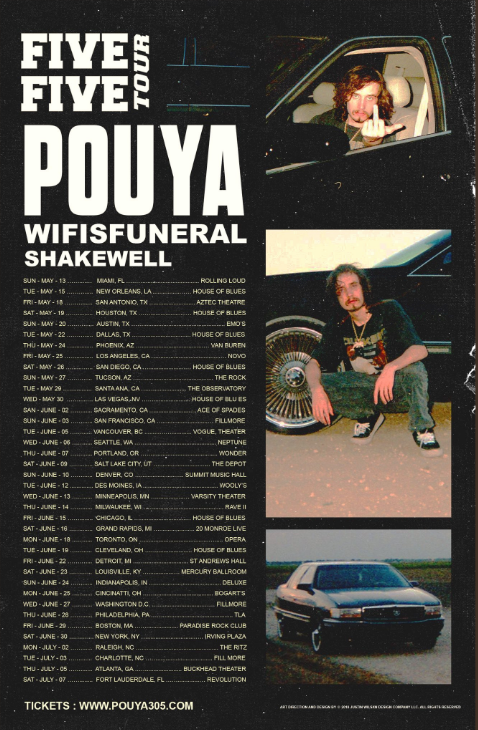 FIVE
FIVE
TOUR
POUYA
WIFISFUNERAL
SHAKEWELL
SUN - MAY - 13 MIAMI, FL ROLLING LOUD
TUE - MAY - 15 NEW ORLEANS, LA HOUSE OF BLUES
FRI - MAY - 18 SAN ANTONIO, TX AZTEC THEATRE
SAT - MAY - 19 HOUSTON, TX HOUSE OF BLUES
SUN - MAY - 20 AUSTIN, TX EMO'S
TUE - MAY - 22 DALLAS, TX HOUSE OF BLUES
THU - MAY - 24 PHOENIX, AZ VAN BUREN
FRI - MAY - 25 LOS ANGELES, CA NOVO
SAT - MAY - 26 SAN DIEGO, CA HOUSE OF BLUES
SUN - MAY - 27 TUCSON, AZ THE ROCK
TUE - MAY - 29 SANTA ANA, CA THE OBSERVATORY
WED - MAY 30 LAS VEGAS, NV HOUSE OF BLUES
SAN - JUNE - 02 SACRAMENTO, CA ACE OF SPADES
SUN - JUNE - 03 SAN FRANCISCO, CA FILLMORE
TUE - JUNE - 05 VANCOUVER, BC VOGUE, THEATER
WED - JUNE - 06 SEATTLE, WA NEPTUNE
THU - JUNE - 07 PORTLAND, OR WONDER
SAT - JUNE - 09 SALT LAKE CITY, UT THE DEPOT
SUN - JUNE - 10 DENVER, CO SUMMIT MUSIC HALL
TUE - JUNE - 12 DES MOINES, IA WOOLY'S
WED - JUNE - 13 MINNEAPOLIS, MN VARSITY THEATER
THU - JUNE - 14 MILWAUKEE, WI RAVE II
FRI - JUNE - 15 CHICAGO, IL HOUSE OF BLUES
SAT - JUNE - 16 GRAND RAPIDS, MI 20 MONROE LIVE
MON - JUNE - 18 TORONTO, ON OPERA
TUE - JUNE - 19 CLEVELAND, OH HOUSE OF BLUES
FRI - JUNE - 22 DETROIT, MI ST ANDREWS HALL
SAT - JUNE - 23 LOUISVILLE, KY MERCURY BALLROOM
SUN - JUNE - 24 INDIANAPOLIS, IN DELUXE
MON - JUNE - 25 CINCINATTI, OH BOGART'S
WED - JUNE - 27 WASHINGTON D.C. FILLMORE
THU - JUNE - 28 PHILADELPHIA, PA TLA
FRI - JUNE - 29 BOSTON, MA PARADISE ROCK CLUB
SAT - JUNE - 30 NEW YORK, NY IRVING PLAZA
MON - JULY - 02 RALEIGH, NC THE RITZ
TUE - JULY - 03 CHARLOTTE, NC FILL MORE
THU - JULY - 05 ATLANTA, GA BUCKHEAD THEATER
SAT - JULY - 07 FORT LAUDERDALE, FL REVOLUTION
TICKETS : WWW.POUYA305.COM
ART DIRECTION AND DESIGN BY © DESIGN COMPANY LLC. ALL RIGHTS RESERVED